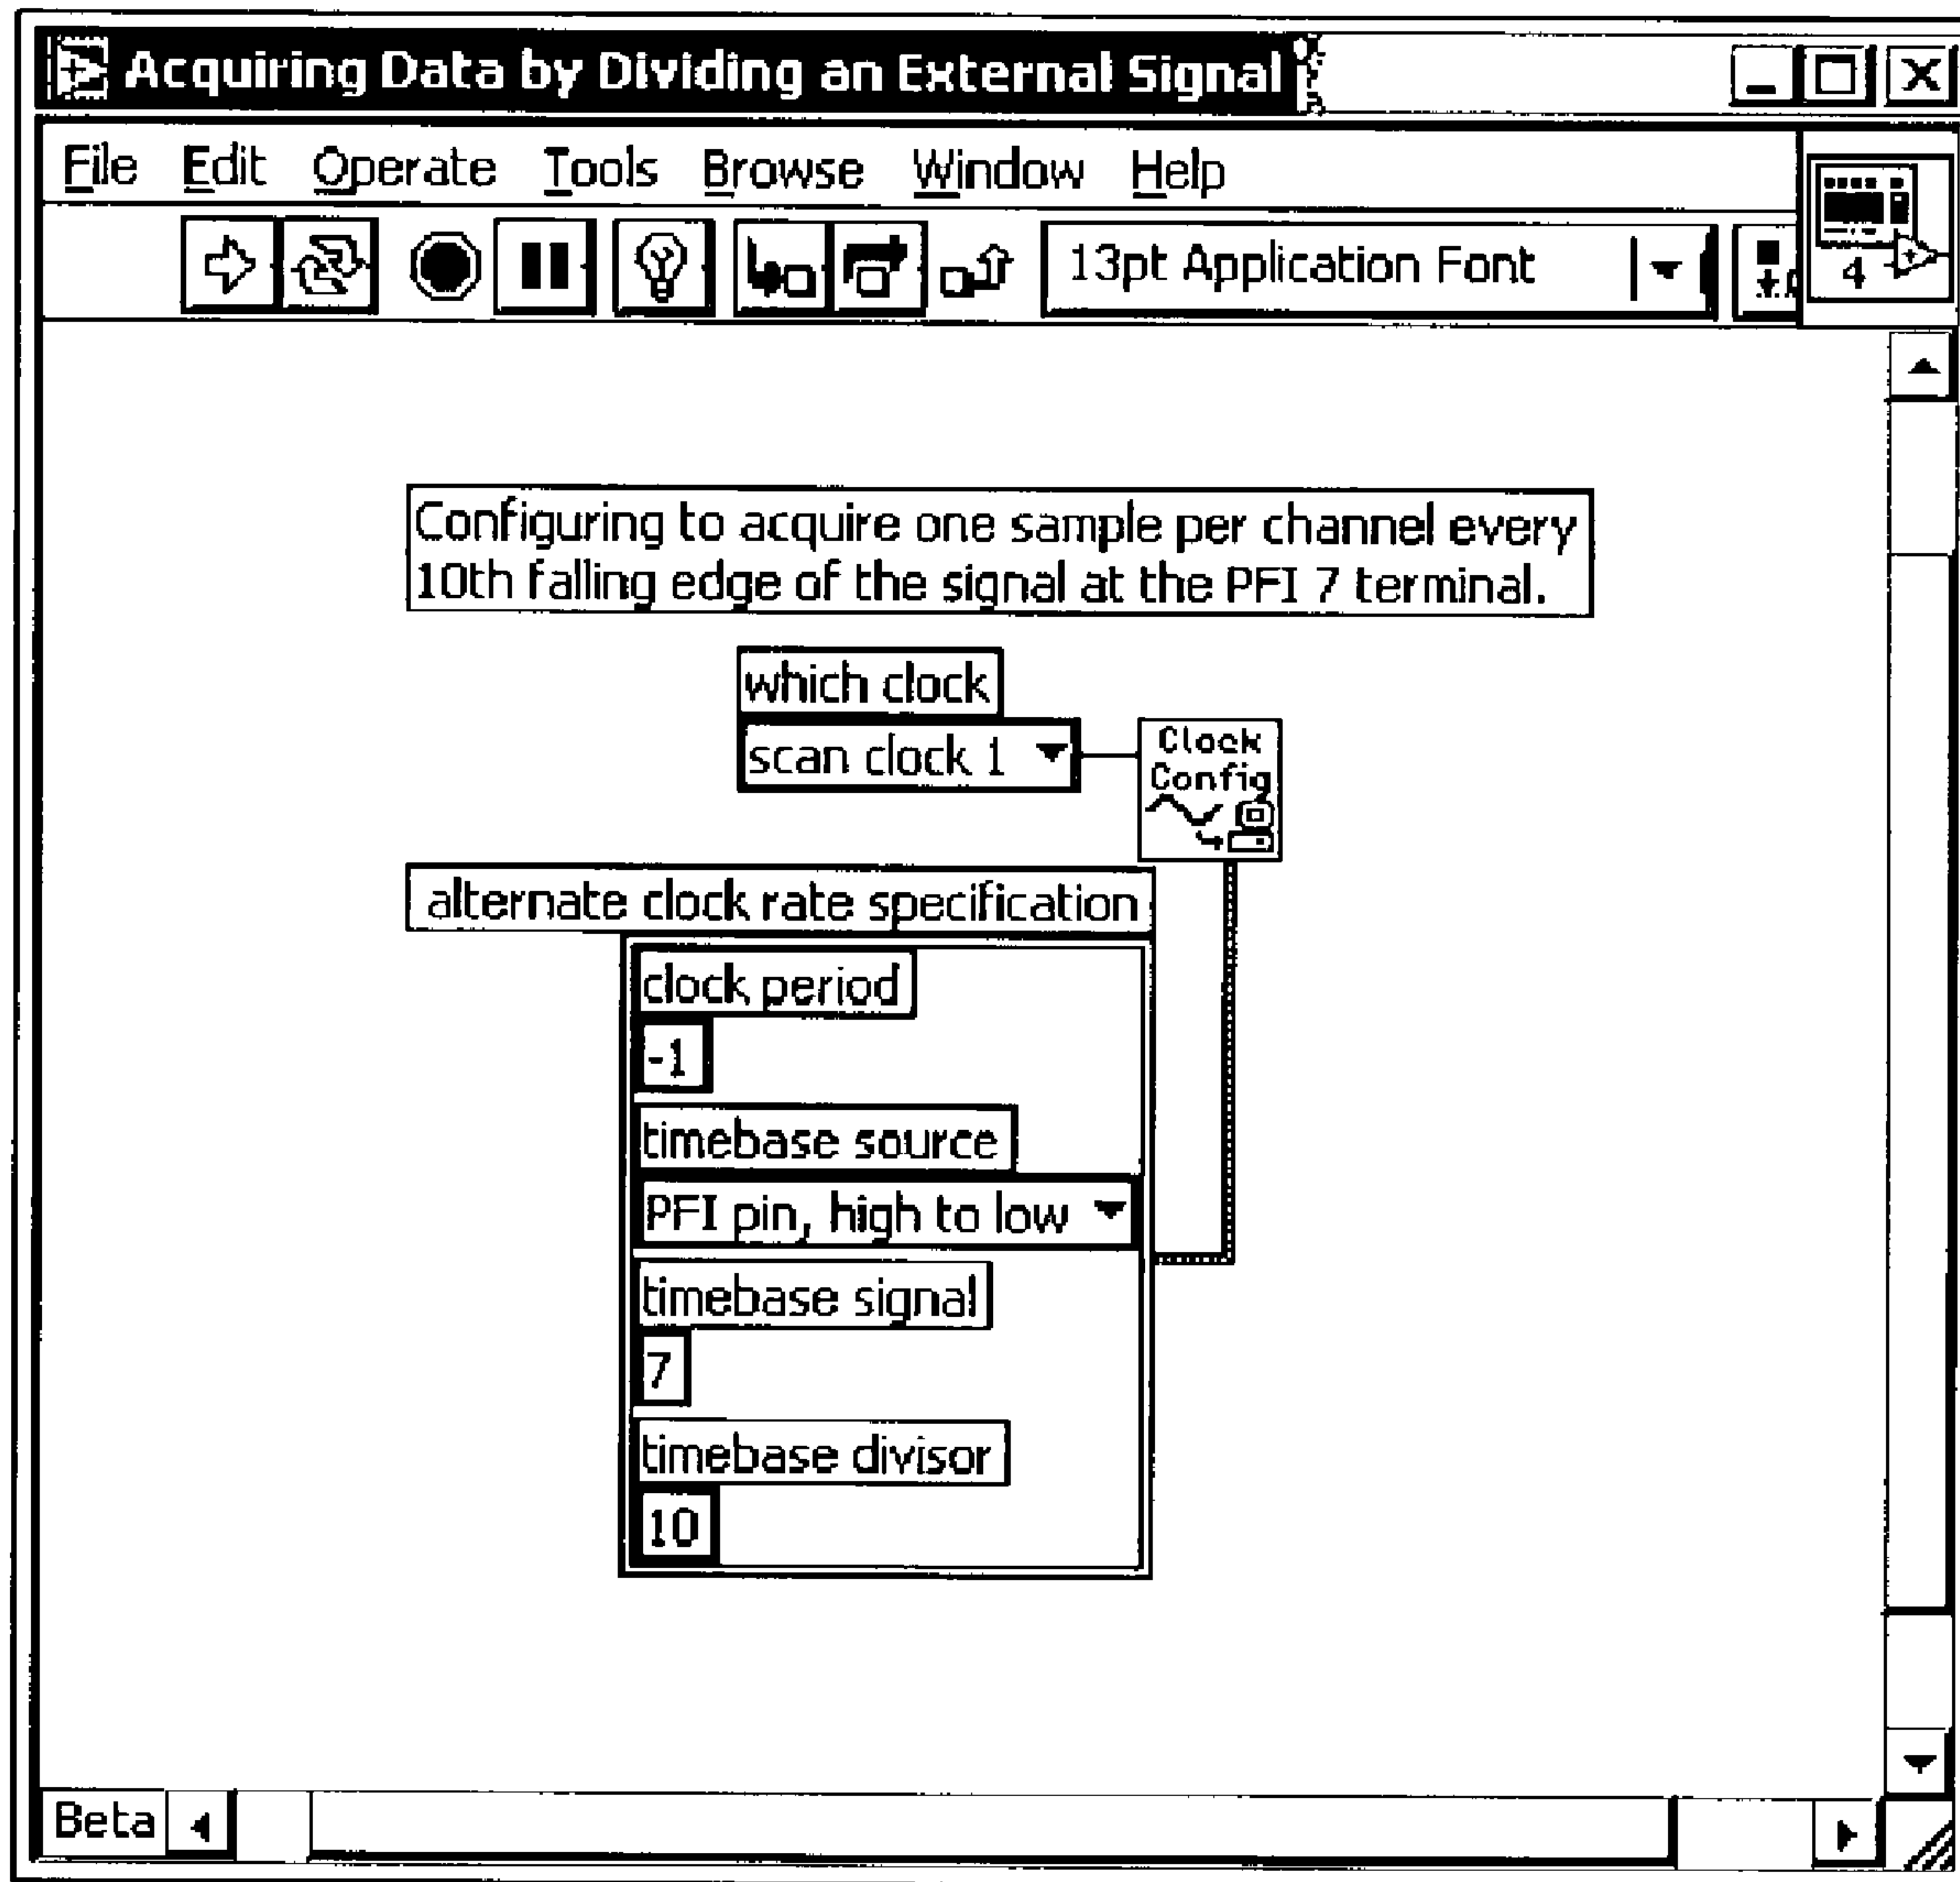 Acquiring Data by Dividing an External Signal
File Edit Operate Tools Browse Window Help
13pt Application Font
4
Configuring to acquire one sample per channel every
10th falling edge of the signal at the PFI 7 terminal.
which clock
scan clock 1
Clock
Config
alternate clock rate specification
clock period
-1
timebase source
PFI pin, high to low
timebase signal
7
timebase divisor
10
Beta